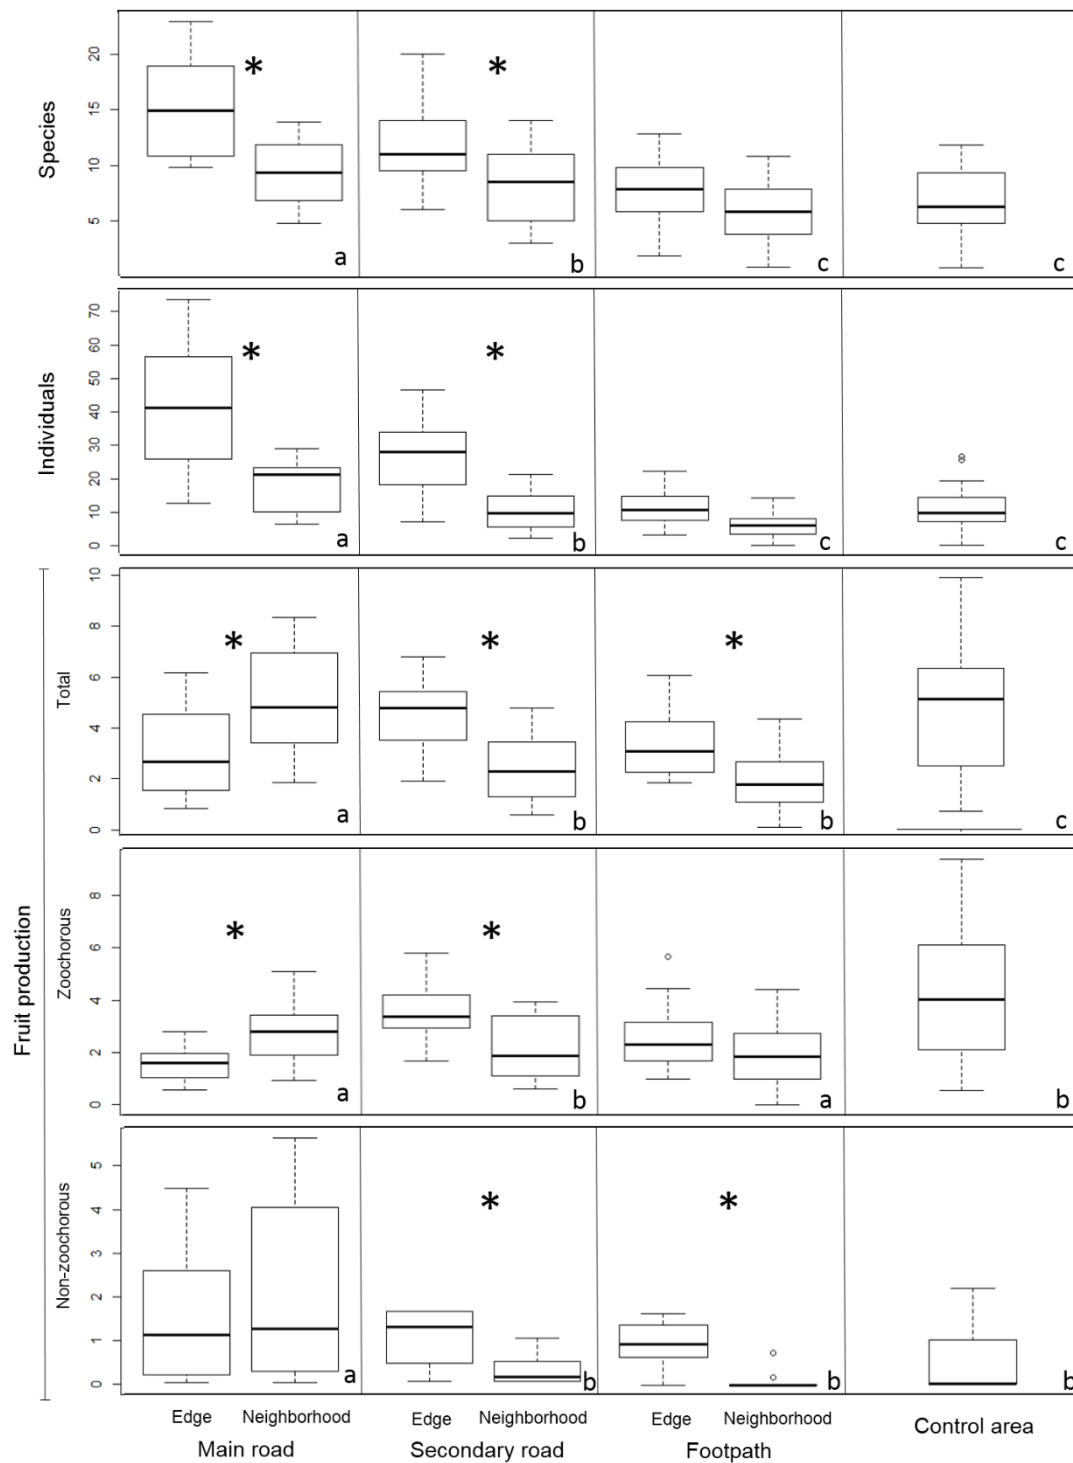 Species
20
15
10
5
*
*
a
b
c
c
Individuals
70
60
50
40
30
20
10
0
*
*
a
b
c
c
Fruit production
Total
10
8
6
4
2
0
*
*
*
a
b
b
c
Zoochorous
8
6
4
2
0
*
*
a
b
a
b
Non-zoochorous
5
4
3
2
1
0
*
*
a
b
b
b
Edge Neighborhood Edge Neighborhood Edge Neighborhood Control area
Main road Secondary road Footpath